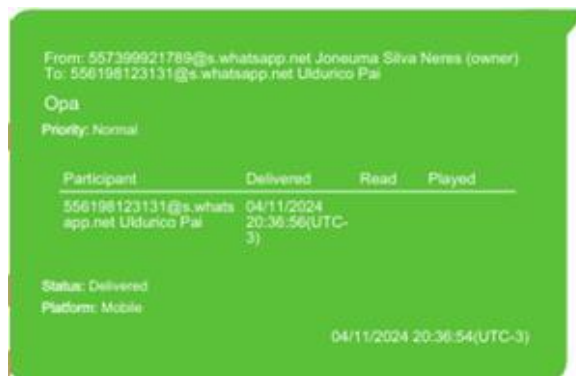 From: 557399921789@s.whatsapp.net Joneuma Silva Neres (owner)
To: 556198123131@s.whatsapp.net Uldurico Pai
Opa
Priority: Normal
Participant Delivered Read Played
556198123131@s.whats 04/11/2024
app.net Uldurico Pai 20:36:56(UTC-
3)
Status: Delivered
Platform: Mobile
04/11/2024 20:36:54(UTC-3)